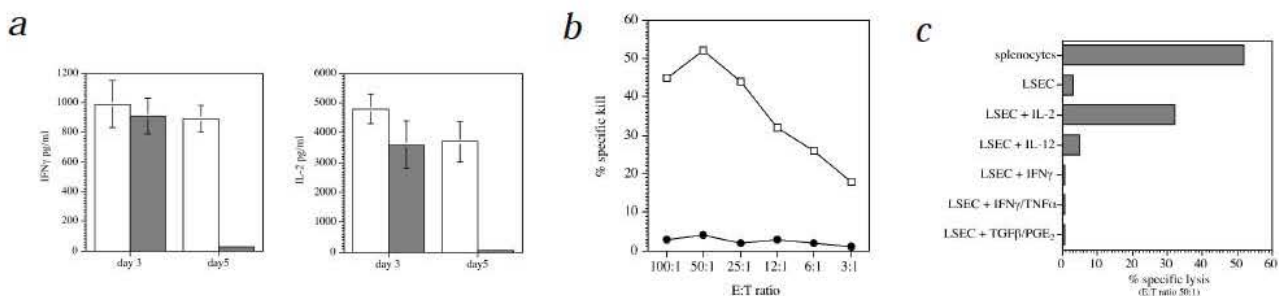 a
IFNγ pg/ml
1200
1000
800
600
400
200
0
day 3
day5
IL-2 pg/ml
6000
5000
4000
3000
2000
1000
0
day 3
day5
b
% specific kill
60
50
40
30
20
10
0
100:1
50:1
25:1
12:1
6:1
3:1
E:T ratio
c
splenocytes
LSEC
LSEC + IL-2
LSEC + IL-12
LSEC + IFNγ
LSEC + IFNγ/TNFα
LSEC + TGFβ/PGE₂
0
10
20
30
40
50
60
% specific lysis
(E:T ratio 50:1)